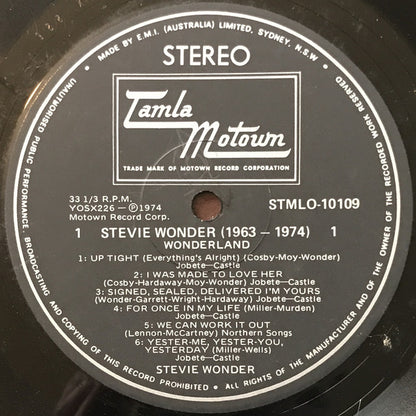 MADE BY E.M.I. (AUSTRALIA) LIMITED, SYDNEY, N.S.W.
UNAUTHORISED PUBLIC PERFORMANCE, BROADCASTING AND COPYING OF THIS RECORD PROHIBITED • ALL RIGHTS OF THE MANUFACTURER AND OF THE OWNER OF THE RECORDED WORK RESERVED
STEREO
Tamla
Motown
TRADE MARK OF MOTOWN RECORD CORPORATION
33 1/3 R.P.M.
YOSX226 — Ⓟ1974
Motown Record Corp.
STMLO-10109
1 STEVIE WONDER (1963 — 1974) 1
WONDERLAND
1: UP TIGHT (Everything's Alright) (Cosby-Moy-Wonder)
Jobete—Castle
2: I WAS MADE TO LOVE HER
(Cosby-Hardaway-Moy-Wonder) Jobete—Castle
3: SIGNED, SEALED, DELIVERED I'M YOURS
(Wonder-Garrett-Wright-Hardaway) Jobete—Castle
4: FOR ONCE IN MY LIFE (Miller-Murden)
Jobete—Castle
5: WE CAN WORK IT OUT
(Lennon-McCartney) Northern Songs
6: YESTER-ME, YESTER-YOU,
YESTERDAY (Miller-Wells)
Jobete—Castle
STEVIE WONDER